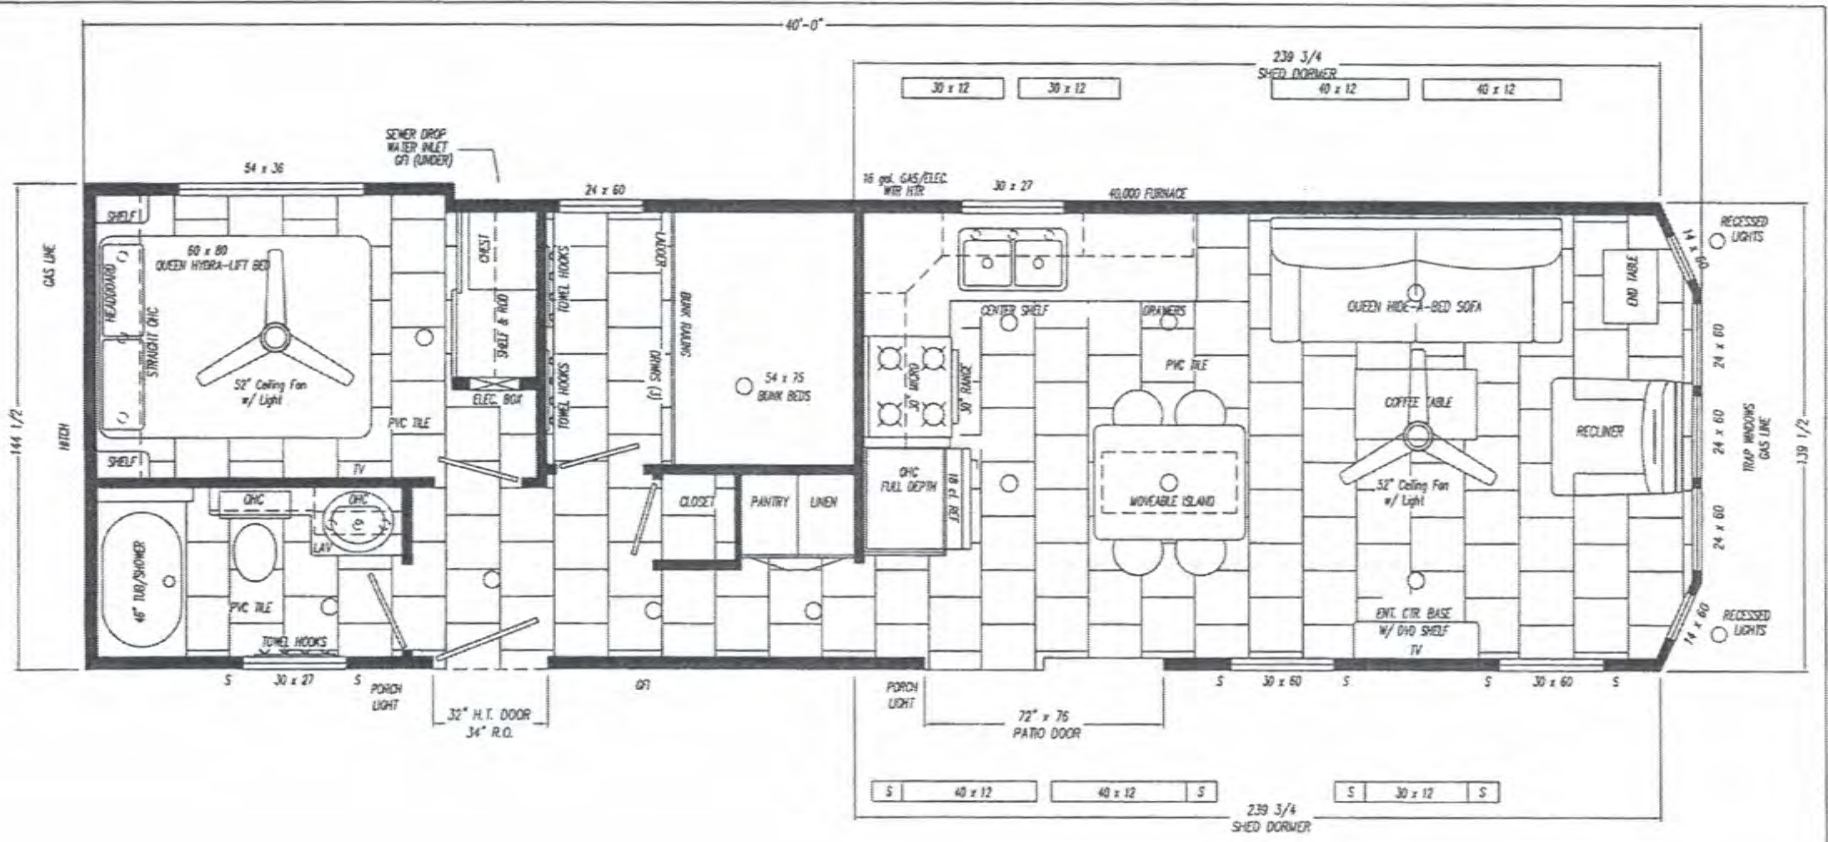 40'-0"
239 3/4
SHED DORMER
30 x 12
30 x 12
40 x 12
40 x 12
SEWER DROP
WATER INLET
GFI (UNDER)
54 x 36
24 x 60
16 gal. GAS/ELEC.
WTR HTR
30 x 27
40,000 FURNACE
RECESSED
LIGHTS
14 x 60
GAS LINE
SHELF
60 x 80
QUEEN HYDRA-LIFT BED
HEADBOARD
STRAIGHT OHC
52" Ceiling Fan
w/ Light
PVC TILE
SHELF
TV
CHEST
SHELF & ROD
ELEC. BOX
TOWEL HOOKS
TOWEL HOOKS
LADDER
DRAWERS (3)
BUNK RAILING
54 x 75
BUNK BEDS
CENTER SHELF
DRAWERS
30" MICRO
30" RANGE
PVC TILE
QUEEN HIDE-A-BED SOFA
END TABLE
24 x 60
COFFEE TABLE
RECLINER
24 x 60
TRAP WINDOWS
GAS LINE
139 1/2
144 1/2
HITCH
52" Ceiling Fan
w/ Light
OHC
FULL DEPTH
18 cf. REF.
MOVEABLE ISLAND
CLOSET
PANTRY
LINEN
OHC
OHC
LAV
46" TUB/SHOWER
PVC TILE
TOWEL HOOKS
24 x 60
ENT. CTR. BASE
W/ DVD SHELF
TV
14 x 60
RECESSED
LIGHTS
S
30 x 27
S
PORCH
LIGHT
GFI
PORCH
LIGHT
S
30 x 60
S
S
30 x 60
S
32" H.T. DOOR
34" R.O.
72" x 76
PATIO DOOR
S
40 x 12
40 x 12
S
S
30 x 12
S
239 3/4
SHED DORMER